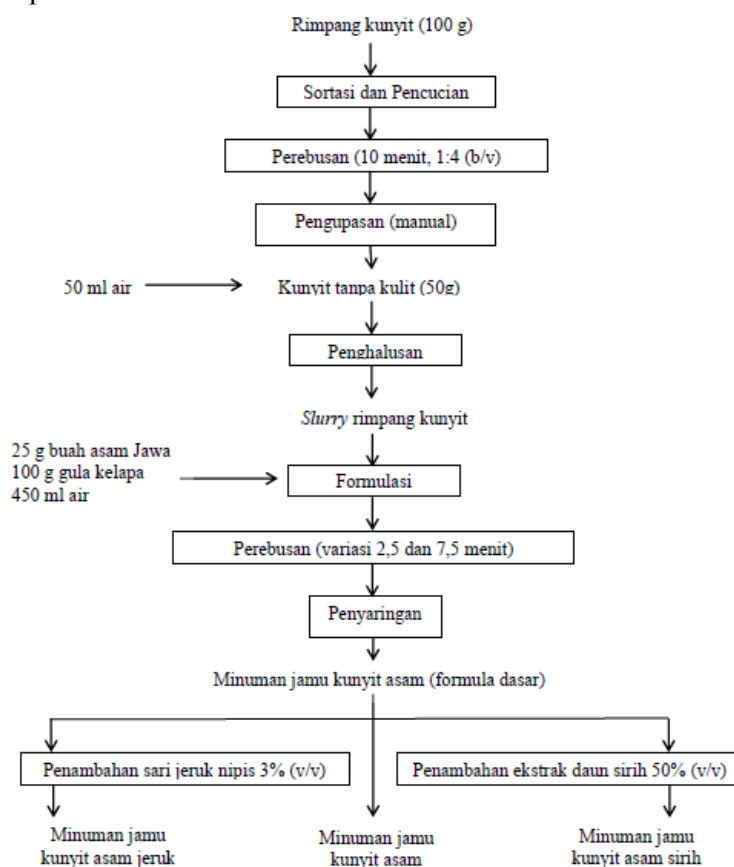 Rimpang kunyit (100 g)
Sortasi dan Pencucian
Perebusan (10 menit, 1:4 (b/v)
Pengupasan (manual)
50 ml air
Kunyit tanpa kulit (50g)
Penghalusan
Slurry rimpang kunyit
25 g buah asam Jawa
100 g gula kelapa
450 ml air
Formulasi
Perebusan (variasi 2,5 dan 7,5 menit)
Penyaringan
Minuman jamu kunyit asam (formula dasar)
Penambahan sari jeruk nipis 3% (v/v)
Penambahan ekstrak daun sirih 50% (v/v)
Minuman jamu
kunyit asam jeruk
Minuman jamu
kunyit asam
Minuman jamu
kunyit asam sirih